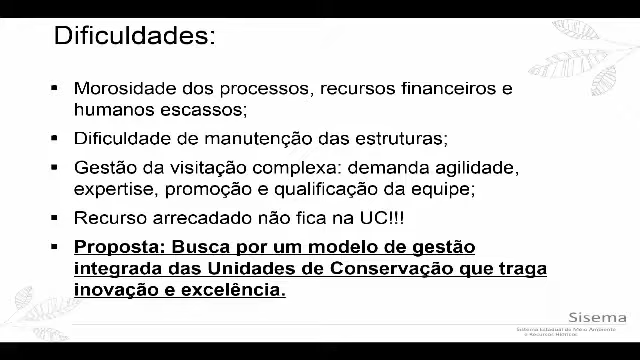 Dificuldades:
▪ Morosidade dos processos, recursos financeiros e
humanos escassos;
▪ Dificuldade de manutenção das estruturas;
▪ Gestão da visitação complexa: demanda agilidade,
expertise, promoção e qualificação da equipe;
▪ Recurso arrecadado não fica na UC!!!
▪ Proposta: Busca por um modelo de gestão
integrada das Unidades de Conservação que traga
inovação e excelência.
Sisema
Sistema Estadual de Meio Ambiente
e Recursos Hídricos